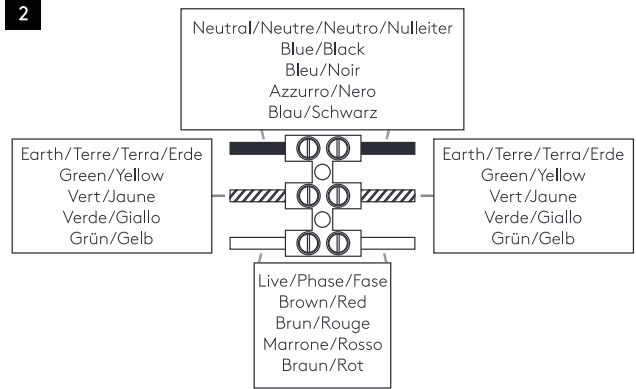 2
Neutral/Neutre/Neutro/Nulleiter
Blue/Black
Bleu/Noir
Azzurro/Nero
Blau/Schwarz
Earth/Terre/Terra/Erde
Green/Yellow
Vert/Jaune
Verde/Giallo
Grün/Gelb
Earth/Terre/Terra/Erde
Green/Yellow
Vert/Jaune
Verde/Giallo
Grün/Gelb
Live/Phase/Fase
Brown/Red
Brun/Rouge
Marrone/Rosso
Braun/Rot